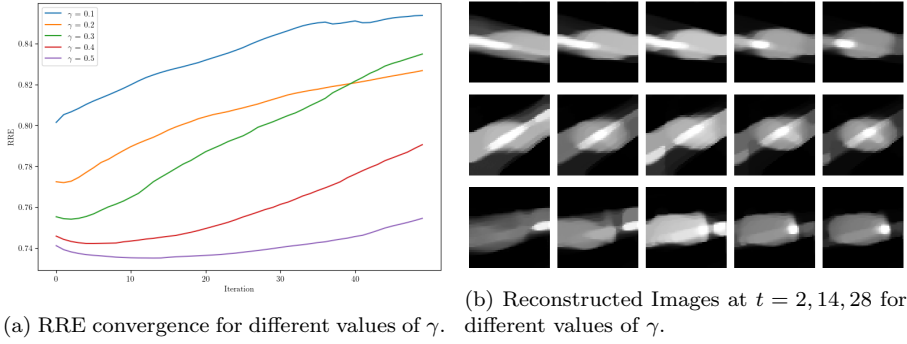 γ = 0.1
γ = 0.2
γ = 0.3
γ = 0.4
γ = 0.5
0.84
0.82
0.80
0.78
0.76
0.74
RRE
0 10 20 30 40
Iteration
(a) RRE convergence for different values of γ.
(b) Reconstructed Images at t = 2, 14, 28 for
different values of γ.